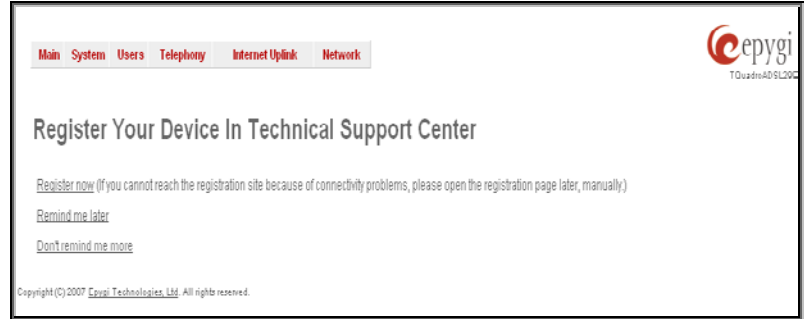 Main System Users Telephony Internet Uplink Network
epygi
Register Your Device In Technical Support Center
Register now (If you cannot reach the registration site because of connectivity problems, please open the registration page later, manually.)
Remind me later
Don't remind me more
Copyright (C) 2007 Epygi Technologies, Ltd. All rights reserved.